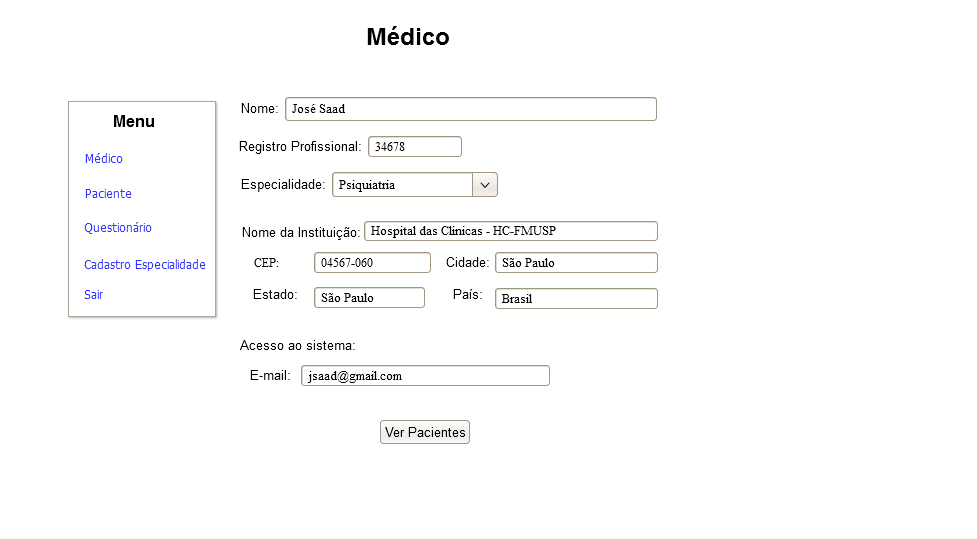 Médico
Menu
Médico
Paciente
Questionário
Cadastro Especialidade
Sair
Nome: José Saad
Registro Profissional: 34678
Especialidade: Psiquiatria
Nome da Instituição: Hospital das Clínicas - HC-FMUSP
CEP: 04567-060 Cidade: São Paulo
Estado: São Paulo País: Brasil
Acesso ao sistema:
E-mail: jsaad@gmail.com
Ver Pacientes